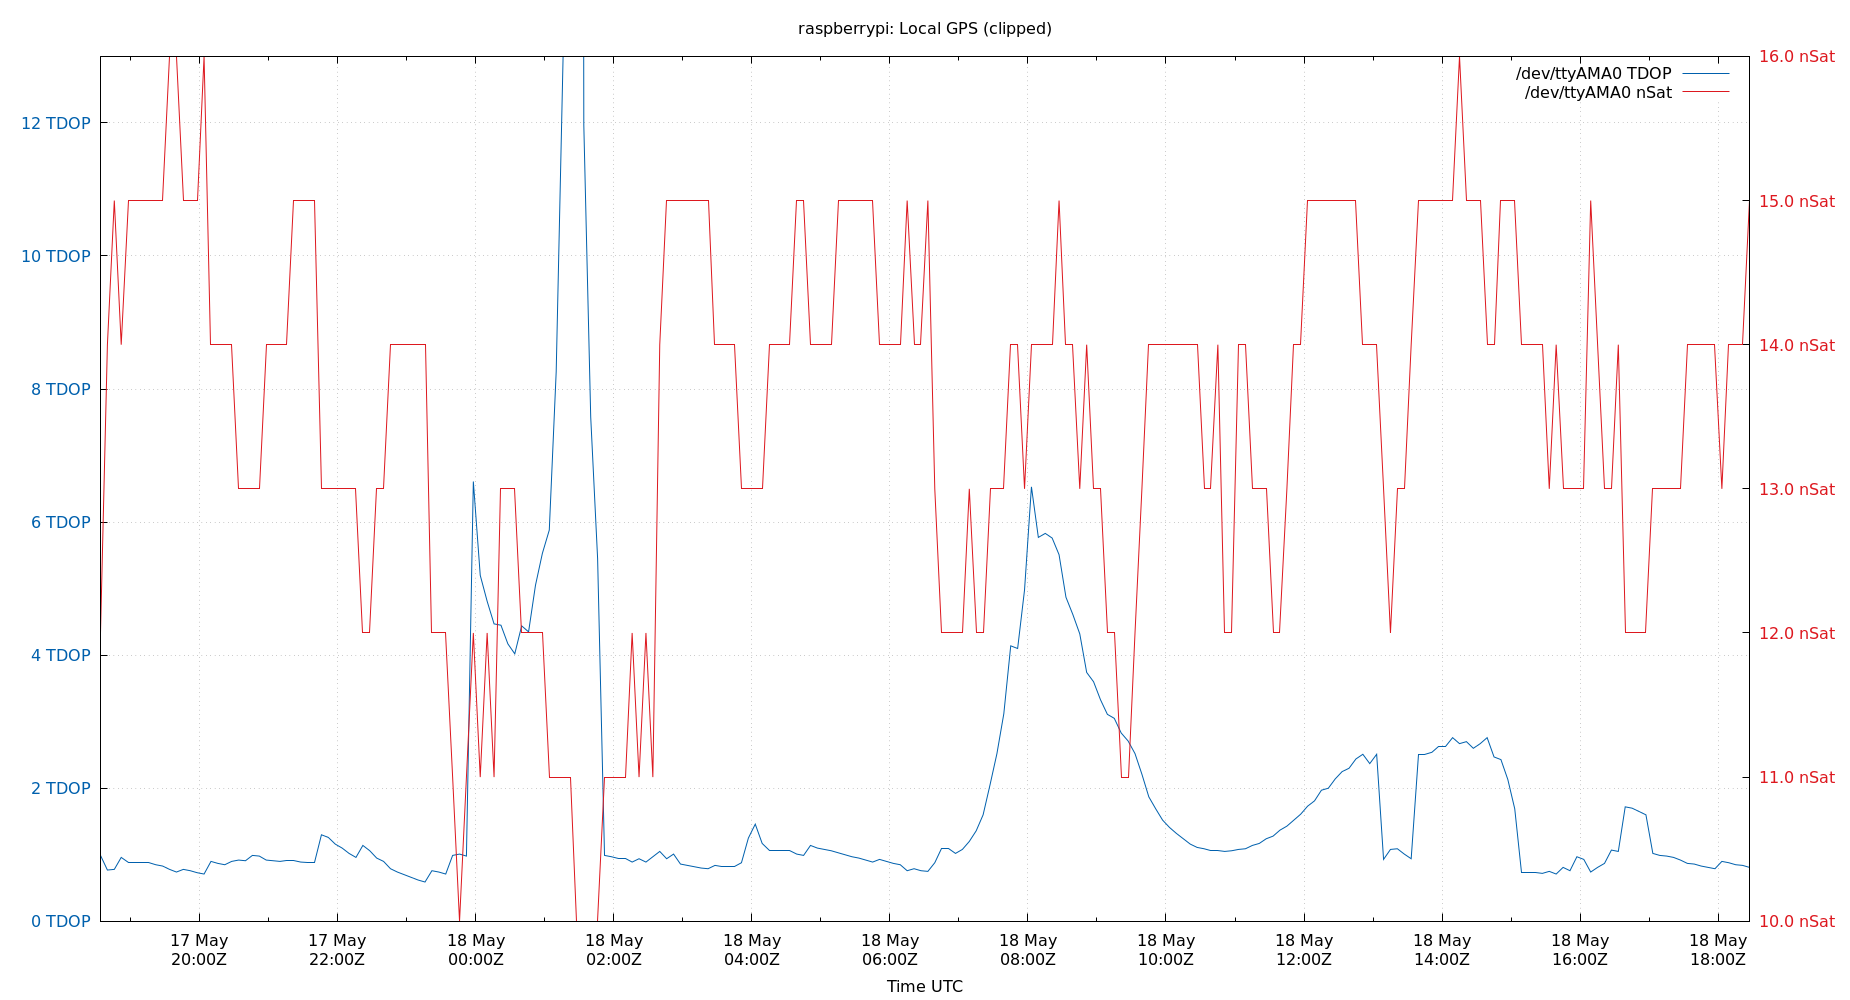 raspberrypi: Local GPS (clipped)
/dev/ttyAMA0 TDOP
/dev/ttyAMA0 nSat
12 TDOP
10 TDOP
8 TDOP
6 TDOP
4 TDOP
2 TDOP
0 TDOP
16.0 nSat
15.0 nSat
14.0 nSat
13.0 nSat
12.0 nSat
11.0 nSat
10.0 nSat
17 May
20:00Z
17 May
22:00Z
18 May
00:00Z
18 May
02:00Z
18 May
04:00Z
18 May
06:00Z
18 May
08:00Z
18 May
10:00Z
18 May
12:00Z
18 May
14:00Z
18 May
16:00Z
18 May
18:00Z
Time UTC